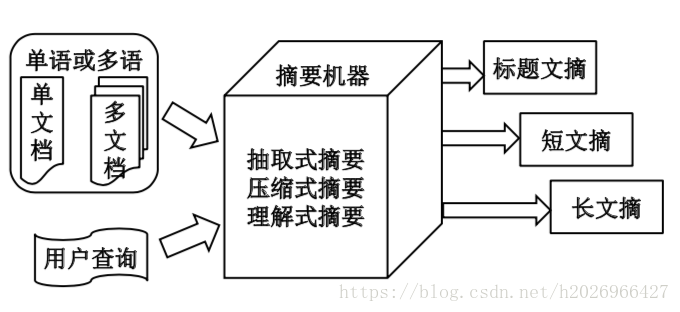 单语或多语
单文档
多文档
用户查询
摘要机器
抽取式摘要
压缩式摘要
理解式摘要
标题文摘
短文摘
长文摘
https://blog.csdn.net/h2026966427